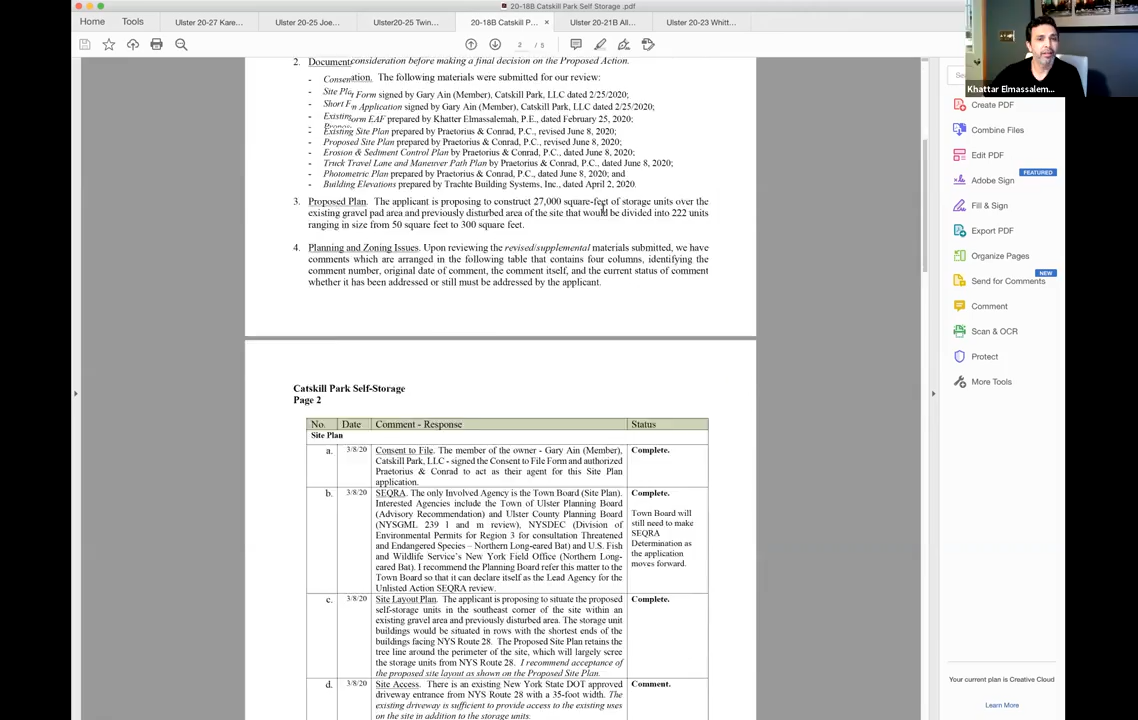 20-18B Catskill Park Self Storage .pdf
Home Tools Ulster 20-27 Kare... Ulster 20-25 Joe... Ulster20-25 Twin... 20-18B Catskill P... × Ulster 20-21B All... Ulster 20-23 Whitt...
2 / 5
Khattar Elmassalem...
consideration before making a final decision on the Proposed Action.
2. Document
ation. The following materials were submitted for our review:
- Consen
t Form signed by Gary Ain (Member), Catskill Park, LLC dated 2/25/2020;
- Site Pla
n Application signed by Gary Ain (Member), Catskill Park, LLC dated 2/25/2020;
- Short F
orm EAF prepared by Khatter Elmassalemah, P.E., dated February 25, 2020;
- Existing
- Existing Site Plan prepared by Praetorius & Conrad, P.C., revised June 8, 2020;
- Proposed Site Plan prepared by Praetorius & Conrad, P.C., revised June 8, 2020;
- Erosion & Sediment Control Plan by Praetorius & Conrad, P.C., dated June 8, 2020;
- Truck Travel Lane and Maneuver Path Plan by Praetorius & Conrad, P.C., dated June 8, 2020;
- Photometric Plan prepared by Praetorius & Conrad, P.C., dated June 8, 2020; and
- Building Elevations prepared by Trachte Building Systems, Inc., dated April 2, 2020.
3. Proposed Plan. The applicant is proposing to construct 27,000 square-feet of storage units over the
existing gravel pad area and previously disturbed area of the site that would be divided into 222 units
ranging in size from 50 square feet to 300 square feet.
4. Planning and Zoning Issues. Upon reviewing the revised/supplemental materials submitted, we have
comments which are arranged in the following table that contains four columns, identifying the
comment number, original date of comment, the comment itself, and the current status of comment
whether it has been addressed or still must be addressed by the applicant.
Catskill Park Self-Storage
Page 2
No. Date Comment - Response Status
Site Plan
a. 3/8/20 Consent to File. The member of the owner - Gary Ain (Member), Complete.
Catskill Park, LLC - signed the Consent to File Form and authorized
Praetorius & Conrad to act as their agent for this Site Plan
application.
b. 3/8/20 SEQRA. The only Involved Agency is the Town Board (Site Plan). Complete.
Interested Agencies include the Town of Ulster Planning Board
(Advisory Recommendation) and Ulster County Planning Board
(NYSGML 239 l and m review), NYSDEC (Division of
Environmental Permits for Region 3 for consultation Threatened
and Endangered Species – Northern Long-eared Bat) and U.S. Fish
and Wildlife Service's New York Field Office (Northern Long-
eared Bat). I recommend the Planning Board refer this matter to the
Town Board so that it can declare itself as the Lead Agency for the
Unlisted Action SEQRA review.
Town Board will
still need to make
SEQRA
Determination as
the application
moves forward.
c. 3/8/20 Site Layout Plan. The applicant is proposing to situate the proposed Complete.
self-storage units in the southeast corner of the site within an
existing gravel area and previously disturbed area. The storage unit
buildings would be situated in rows with the shortest ends of the
buildings facing NYS Route 28. The Proposed Site Plan retains the
tree line around the perimeter of the site, which will largely scree
the storage units from NYS Route 28. I recommend acceptance of
the proposed site layout as shown on the Proposed Site Plan.
d. 3/8/20 Site Access. There is an existing New York State DOT approved Comment.
driveway entrance from NYS Route 28 with a 35-foot width. The
existing driveway is sufficient to provide access to the existing uses
on the site in addition to the storage units.
Create PDF
Combine Files
Edit PDF
FEATURED
Adobe Sign
Fill & Sign
Export PDF
Organize Pages
NEW
Send for Comments
Comment
Scan & OCR
Protect
More Tools
Your current plan is Creative Cloud
Learn More